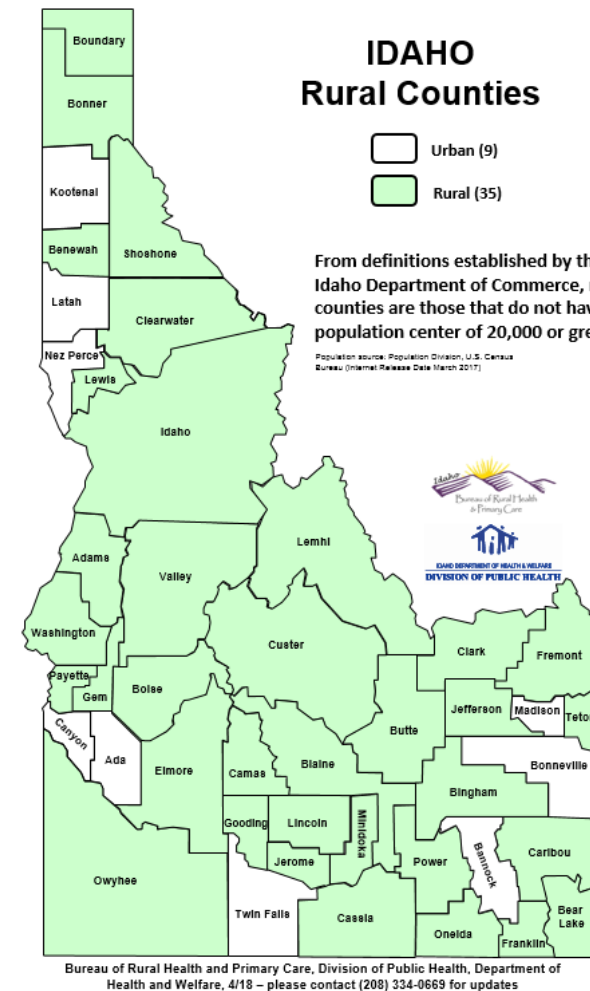 IDAHO
Rural Counties
Urban (9)
Rural (35)
From definitions established by th
Idaho Department of Commerce, 
counties are those that do not hav
population center of 20,000 or gre
Population source: Population Division, U.S. Census
Bureau (Internet Release Date March 2017)
Boundary
Bonner
Kootenai
Benewah
Shoshone
Latah
Clearwater
Nez Perce
Lewis
Idaho
Idaho
Bureau of Rural Health
& Primary Care
IDAHO DEPARTMENT OF HEALTH & WELFARE
DIVISION OF PUBLIC HEALTH
Lemhi
Adams
Valley
Washington
Custer
Clark
Fremont
Payette
Gem
Boise
Jefferson
Madison
Teto
Canyon
Ada
Elmore
Camas
Blaine
Butte
Bonneville
Bingham
Gooding
Lincoln
Minidoka
Jerome
Power
Bannock
Caribou
Owyhee
Twin Falls
Cassia
Oneida
Franklin
Bear
Lake
Bureau of Rural Health and Primary Care, Division of Public Health, Department of
Health and Welfare, 4/18 – please contact (208) 334-0669 for updates